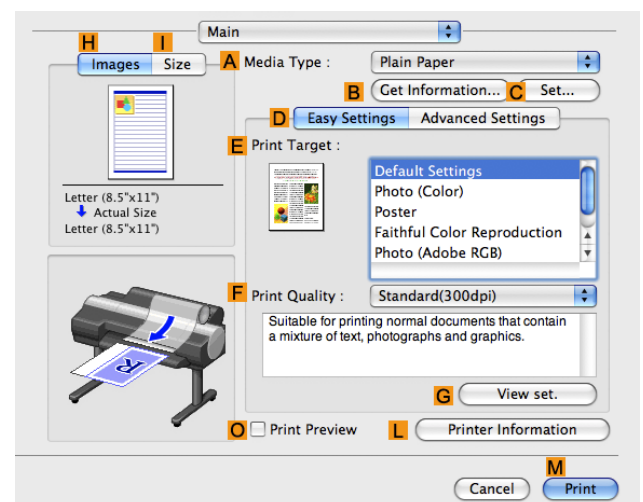 Main
H I
Images Size
A Media Type : Plain Paper
B Get Information... C Set...
D Easy Settings Advanced Settings
E Print Target :
Default Settings
Photo (Color)
Poster
Faithful Color Reproduction
Photo (Adobe RGB)
Letter (8.5"x11")
Actual Size
Letter (8.5"x11")
F Print Quality : Standard(300dpi)
Suitable for printing normal documents that contain
a mixture of text, photographs and graphics.
R
G View set.
O Print Preview L Printer Information
M
Cancel Print